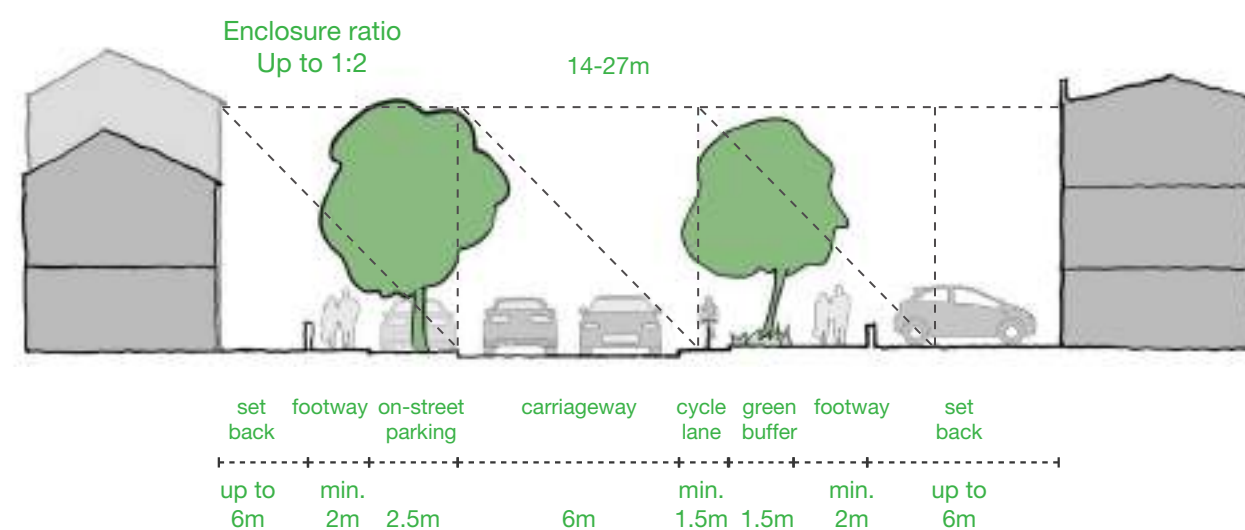 Enclosure ratio
Up to 1:2
14-27m
set back
footway
on-street parking
carriageway
cycle lane
green buffer
footway
set back
up to 6m
min. 2m
2.5m
6m
min. 1.5m
1.5m
min. 2m
up to 6m